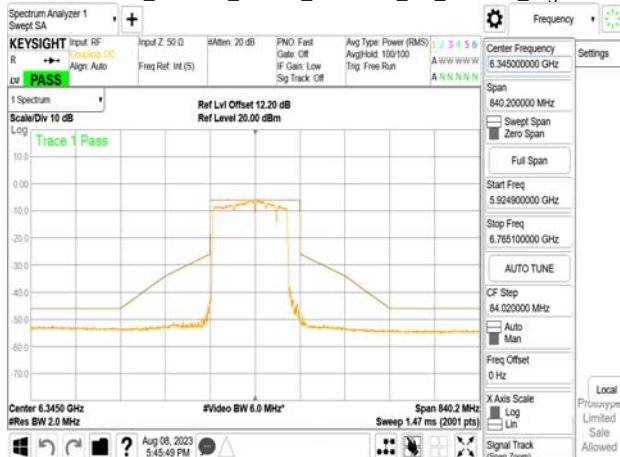 Spectrum Analyzer 1
Swept SA
+
Frequency
KEYSIGHT
Input: RF
Coupling: DC
Align: Auto
Input Z: 50 Ω
Freq Ref: Int (S)
#Atten: 20 dB
PNO: Fast
Gate: Off
IF Gain: Low
Sig Track: Off
Avg Type: Power (RMS)
Avg|Hold: 100/100
Trig: Free Run
1 2 3 4 5 6
A W W W W W
A N N N N N
R
LV
PASS
1 Spectrum
Scale/Div 10 dB
Ref Lvl Offset 12.20 dB
Ref Level 20.00 dBm
Log
Trace 1 Pass
10.0
0.00
-10.0
-20.0
-30.0
-40.0
-50.0
-60.0
-70.0
Center 6.3450 GHz
#Res BW 2.0 MHz
#Video BW 6.0 MHz*
Span 840.2 MHz
Sweep 1.47 ms (2001 pts)
Aug 08, 2023
5:45:49 PM
Center Frequency
6.345000000 GHz
Settings
Span
840.200000 MHz
Swept Span
Zero Span
Full Span
Start Freq
5.924900000 GHz
Stop Freq
6.765100000 GHz
AUTO TUNE
CF Step
84.020000 MHz
Auto
Man
Freq Offset
0 Hz
X Axis Scale
Log
Lin
Signal Track
(Span Zoom)
Local
Prototype
Limited
Sale
Allowed